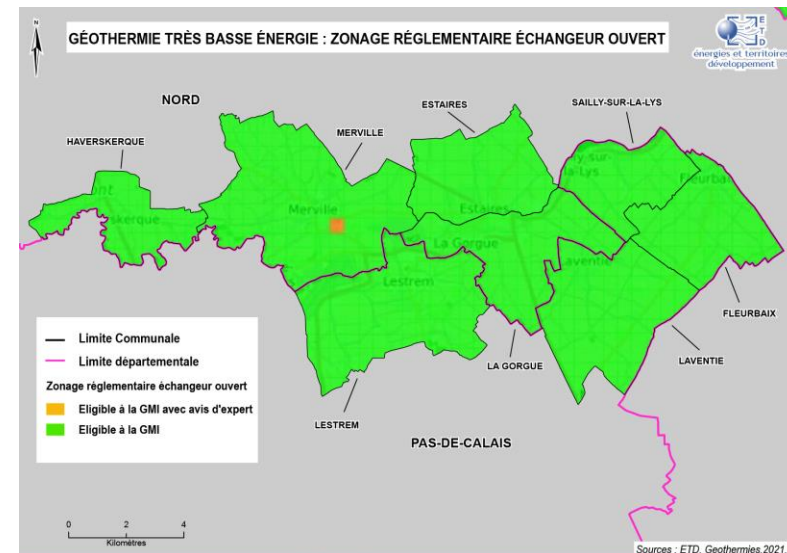 GÉOTHERMIE TRÈS BASSE ÉNERGIE : ZONAGE RÉGLEMENTAIRE ÉCHANGEUR OUVERT
N
E
T
D
énergies et territoires
développement
NORD
ESTAIRES
SAILLY-SUR-LA-LYS
HAVERSKERQUE
MERVILLE
Merville
Estaires
La Gorgue
Lestrem
Laventie
FLEURBAIX
LA GORGUE
LAVENTIE
LESTREM
PAS-DE-CALAIS
Limite Communale
Limite départementale
Zonage réglementaire échangeur ouvert
Eligible à la GMI avec avis d'expert
Eligible à la GMI
0 2 4
Kilomètres
Sources : ETD, Geothermies,2021.